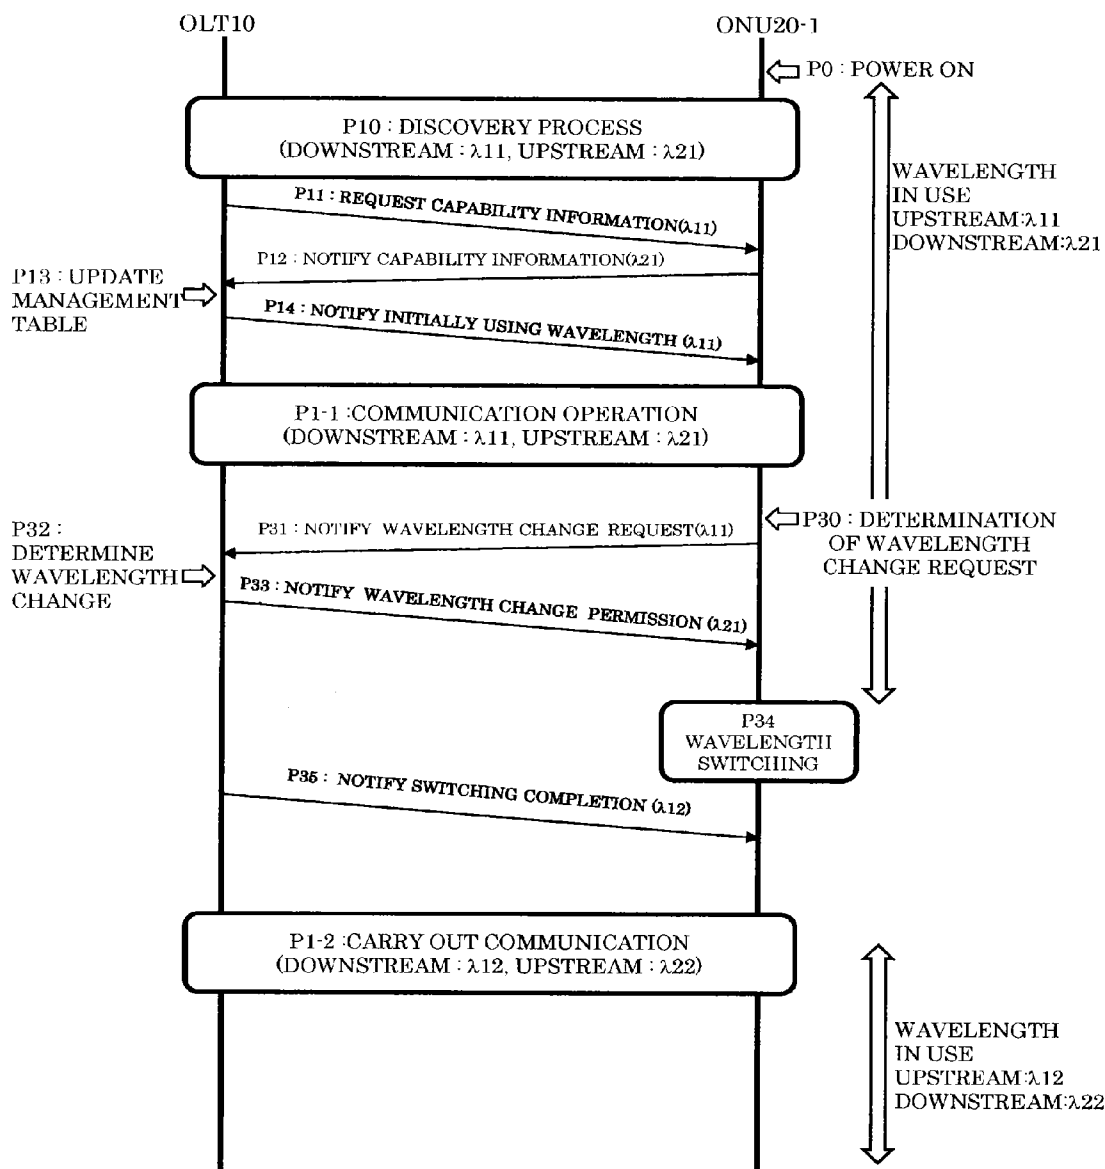 OLT10
ONU20-1
P0 : POWER ON
P10 : DISCOVERY PROCESS
(DOWNSTREAM : λ11, UPSTREAM : λ21)
WAVELENGTH
IN USE
UPSTREAM:λ11
DOWNSTREAM:λ21
P11 : REQUEST CAPABILITY INFORMATION(λ11)
P12 : NOTIFY CAPABILITY INFORMATION(λ21)
P13 : UPDATE
MANAGEMENT
TABLE
P14 : NOTIFY INITIALLY USING WAVELENGTH (λ11)
P1-1 :COMMUNICATION OPERATION
(DOWNSTREAM : λ11, UPSTREAM : λ21)
P30 : DETERMINATION
OF WAVELENGTH
CHANGE REQUEST
P31 : NOTIFY WAVELENGTH CHANGE REQUEST(λ11)
P32 :
DETERMINE
WAVELENGTH
CHANGE
P33 : NOTIFY WAVELENGTH CHANGE PERMISSION (λ21)
P34
WAVELENGTH
SWITCHING
P35 : NOTIFY SWITCHING COMPLETION (λ12)
P1-2 :CARRY OUT COMMUNICATION
(DOWNSTREAM : λ12, UPSTREAM : λ22)
WAVELENGTH
IN USE
UPSTREAM:λ12
DOWNSTREAM:λ22